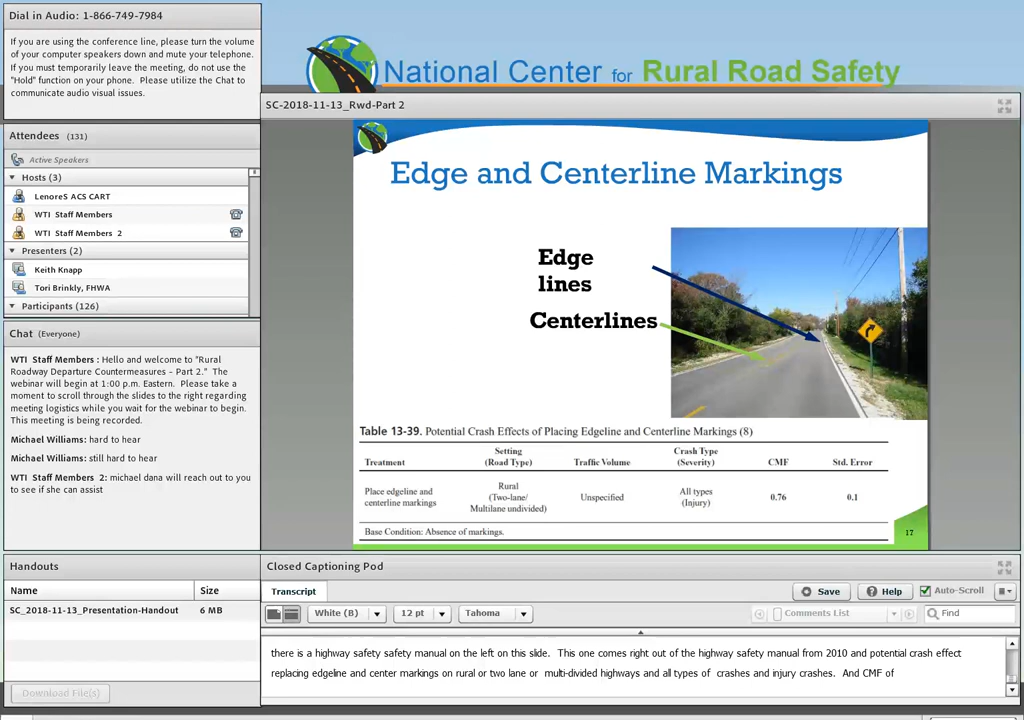 Dial in Audio: 1-866-749-7984
If you are using the conference line, please turn the volume
of your computer speakers down and mute your telephone.
If you must temporarily leave the meeting, do not use the
"Hold" function on your phone. Please utilize the Chat to
communicate audio visual issues.
National Center for Rural Road Safety
SC-2018-11-13_Rwd-Part 2
Attendees (131)
Active Speakers
Hosts (3)
LenoreS ACS CART
WTI Staff Members
WTI Staff Members 2
Presenters (2)
Keith Knapp
Tori Brinkly, FHWA
Participants (126)
Chat (Everyone)
WTI Staff Members : Hello and welcome to "Rural
Roadway Departure Countermeasures - Part 2." The
webinar will begin at 1:00 p.m. Eastern. Please take a
moment to scroll through the slides to the right regarding
meeting logistics while you wait for the webinar to begin.
This meeting is being recorded.
Michael Williams: hard to hear
Michael Williams: still hard to hear
WTI Staff Members 2: michael dana will reach out to you
to see if she can assist
Edge and Centerline Markings
Edge
lines
Centerlines
Table 13-39. Potential Crash Effects of Placing Edgeline and Centerline Markings (8)
Treatment
Setting
(Road Type)
Traffic Volume
Crash Type
(Severity)
CMF
Std. Error
Place edgeline and
centerline markings
Rural
(Two-lane/
Multilane undivided)
Unspecified
All types
(Injury)
0.76
0.1
Base Condition: Absence of markings.
17
Handouts
Name
Size
SC_2018-11-13_Presentation-Handout
6 MB
Download File(s)
Closed Captioning Pod
Transcript
Save
Help
Auto-Scroll
White (B)
12 pt
Tahoma
Comments List
Find
there is a highway safety safety manual on the left on this slide. This one comes right out of the highway safety manual from 2010 and potential crash effect
replacing edgeline and center markings on rural or two lane or multi-divided highways and all types of crashes and injury crashes. And CMF of